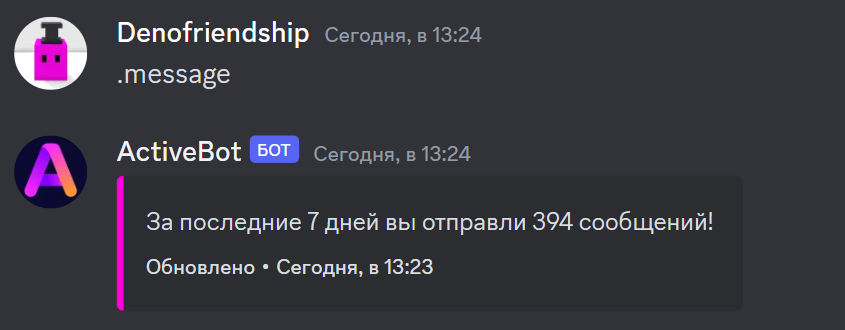 Denofriendship Сегодня, в 13:24
.message
ActiveBot БОТ Сегодня, в 13:24
За последние 7 дней вы отправли 394 сообщений!
Обновлено • Сегодня, в 13:23